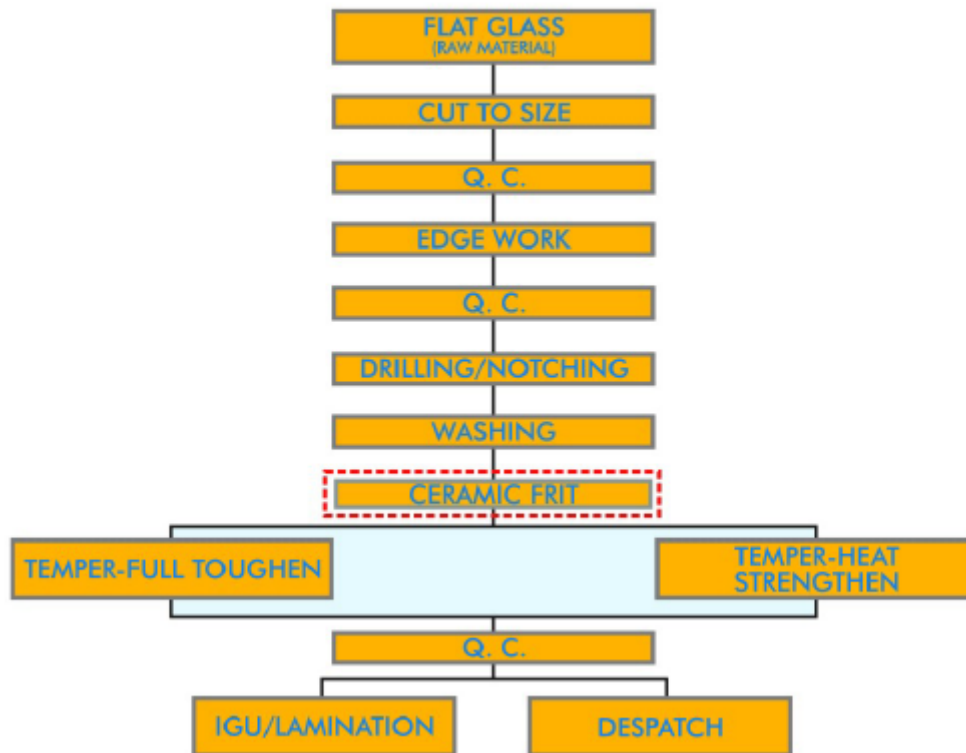 FLAT GLASS
(RAW MATERIAL)
CUT TO SIZE
Q. C.
EDGE WORK
Q. C.
DRILLING/NOTCHING
WASHING
CERAMIC FRIT
TEMPER-FULL TOUGHEN
TEMPER-HEAT
STRENGTHEN
Q. C.
IGU/LAMINATION
DESPATCH